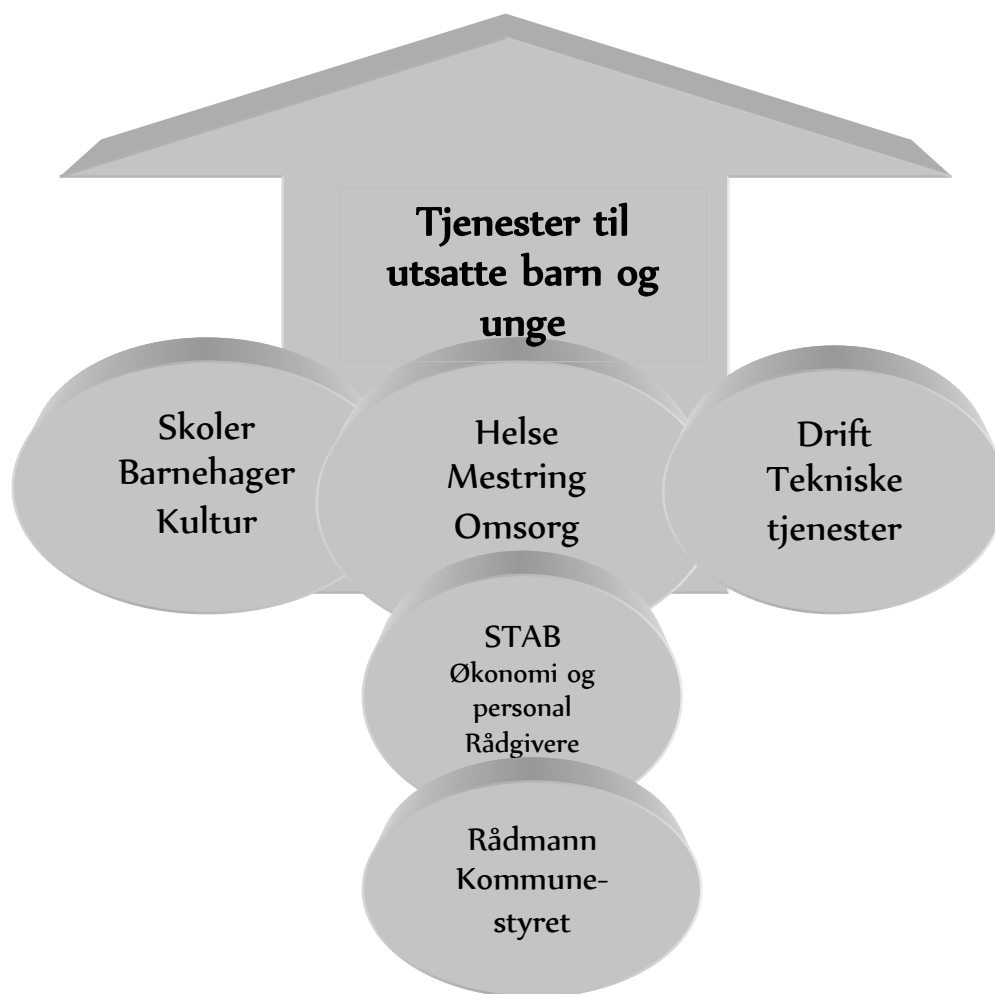 Tjenester til
utsatte barn og
unge
Skoler
Barnehager
Kultur
Helse
Mestring
Omsorg
Drift
Tekniske
tjenester
STAB
Økonomi og
personal
Rådgivere
Rådmann
Kommune-
styret